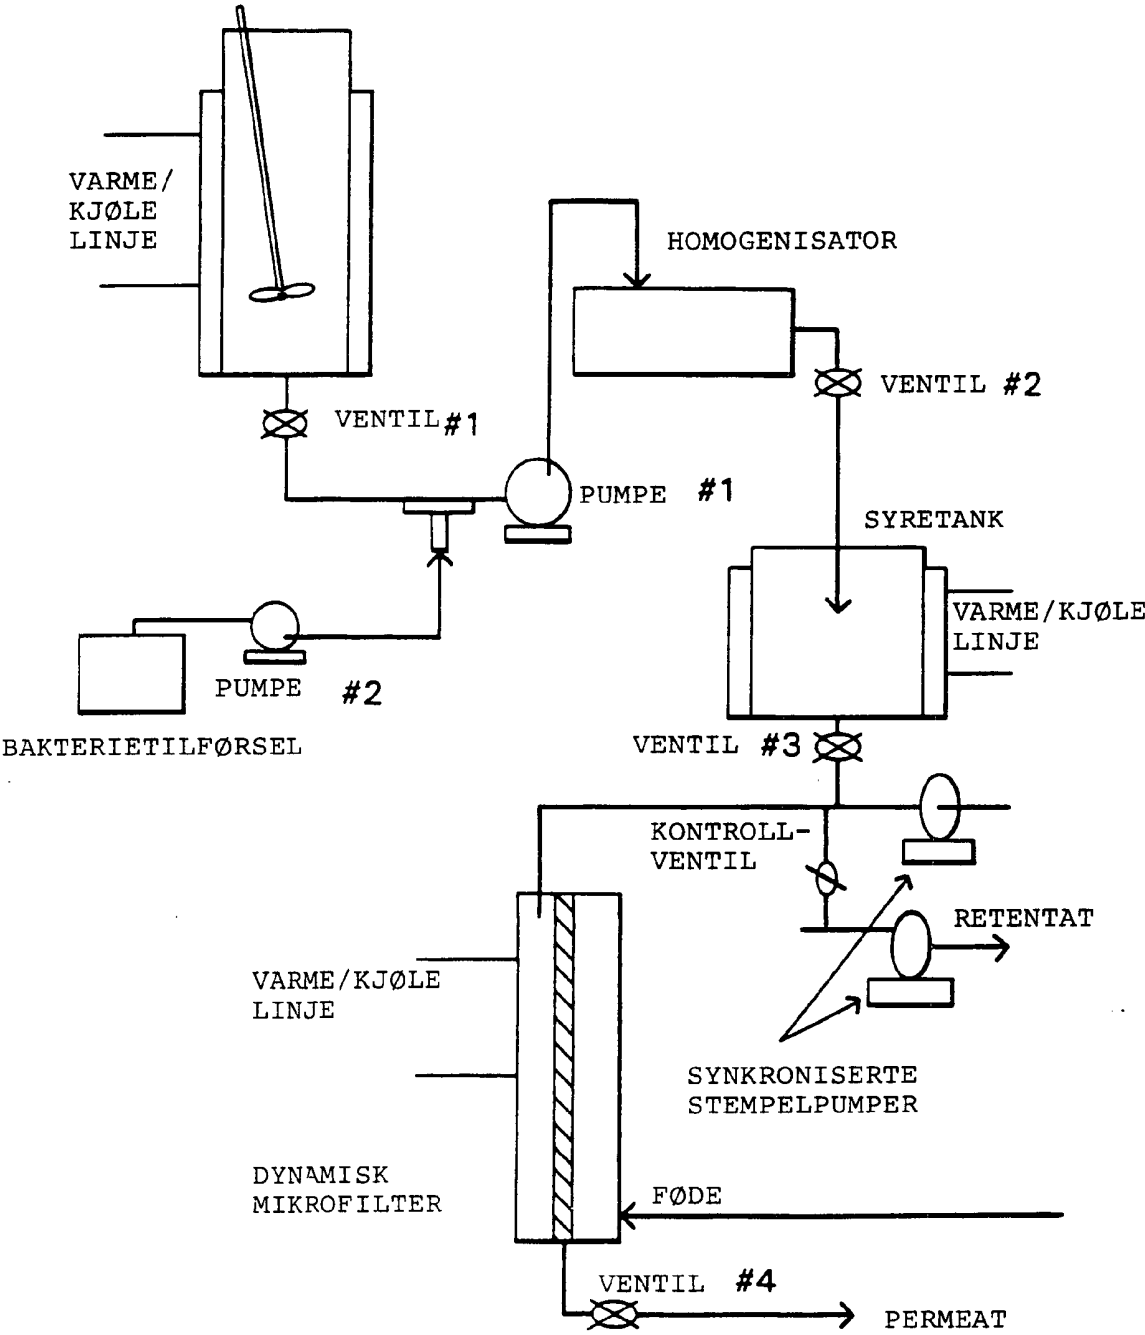 VARME/
KJØLE
LINJE
HOMOGENISATOR
VENTIL #2
VENTIL #1
PUMPE #1
SYRETANK
VARME/KJØLE
LINJE
PUMPE #2
BAKTERIETILFØRSEL
VENTIL #3
KONTROLL-
VENTIL
RETENTAT
VARME/KJØLE
LINJE
SYNKRONISERTE
STEMPELPUMPER
DYNAMISK
MIKROFILTER
FØDE
VENTIL #4
PERMEAT